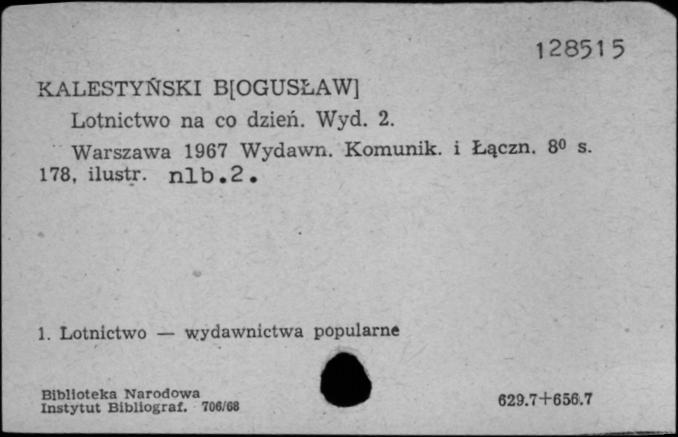 128515
KALESTYŃSKI B[OGUSŁAW]
Lotnictwo na co dzień. Wyd. 2.
Warszawa 1967 Wydawn. Komunik. i Łączn. 8⁰ s.
178, ilustr. nlb.2.
1. Lotnictwo — wydawnictwa popularne
Biblioteka Narodowa
Instytut Bibliograf. 706/68
629.7+656.7